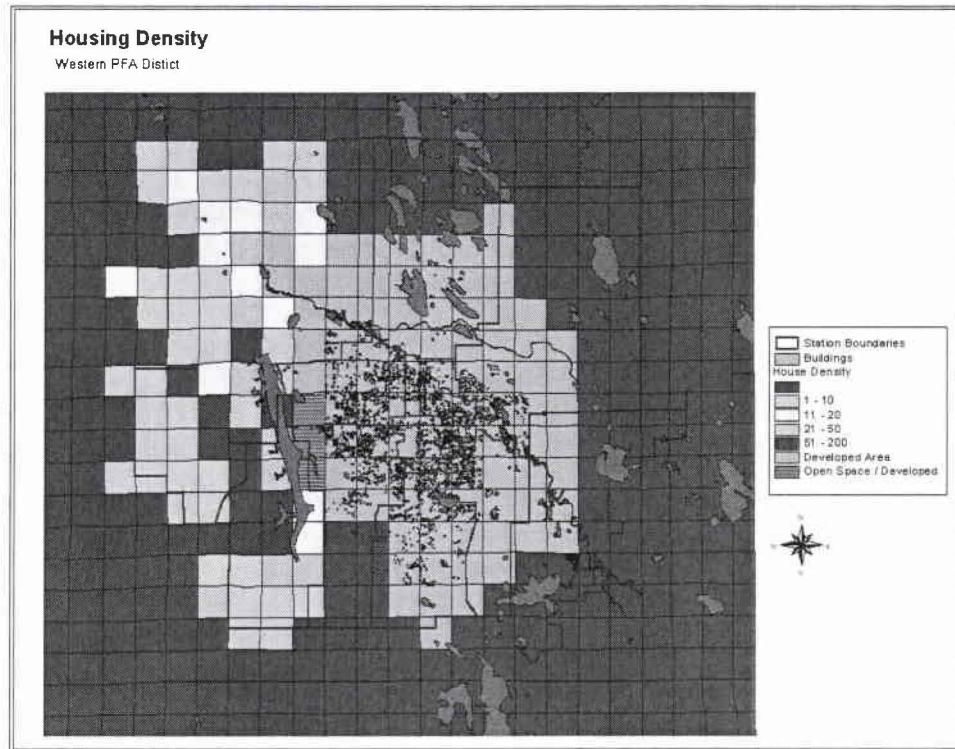 Housing Density
Western PFA Distict
Station Boundaries
Buildings
House Density
1 - 10
11 - 20
21 - 50
51 - 200
Developed Area
Open Space / Developed